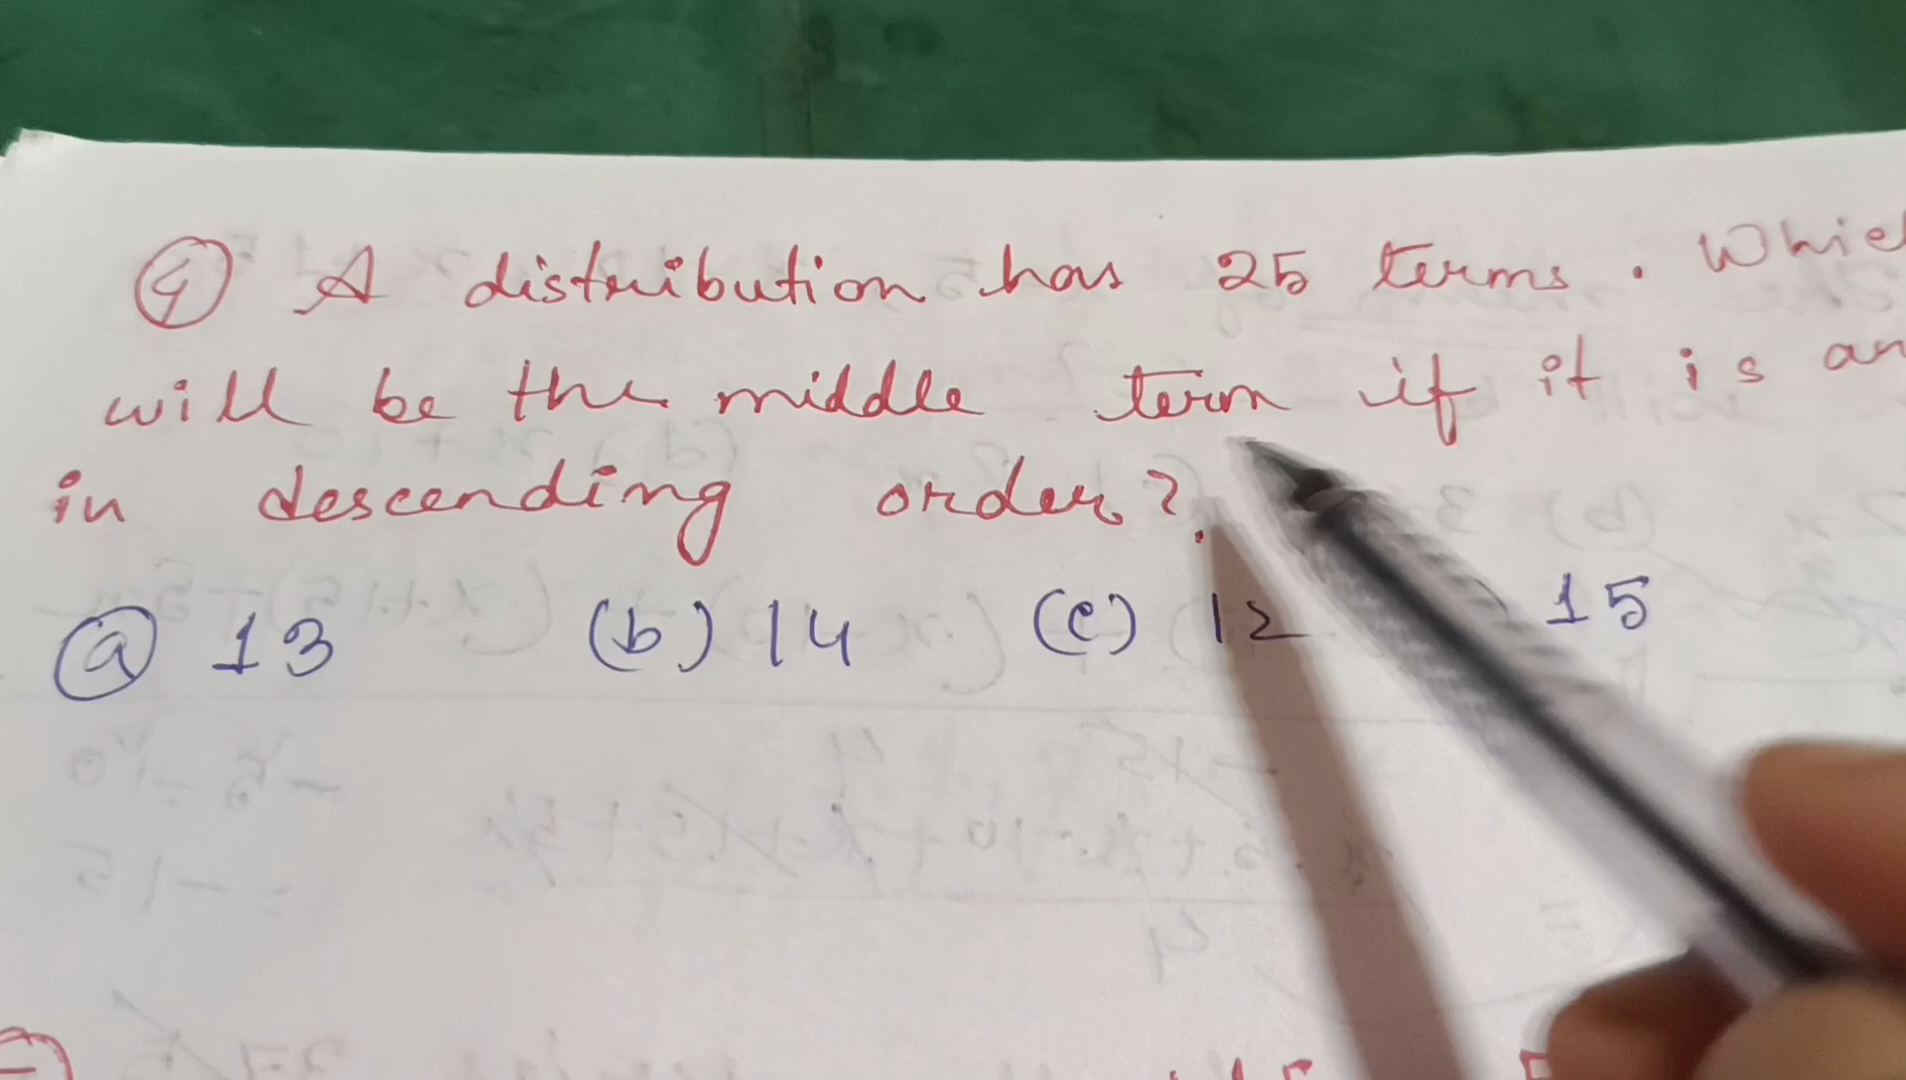 ④ A distribution has 25 terms. Whic
will be the middle term if it is ar
in descending order?
ⓐ 13 (b) 14 (c) 12 15